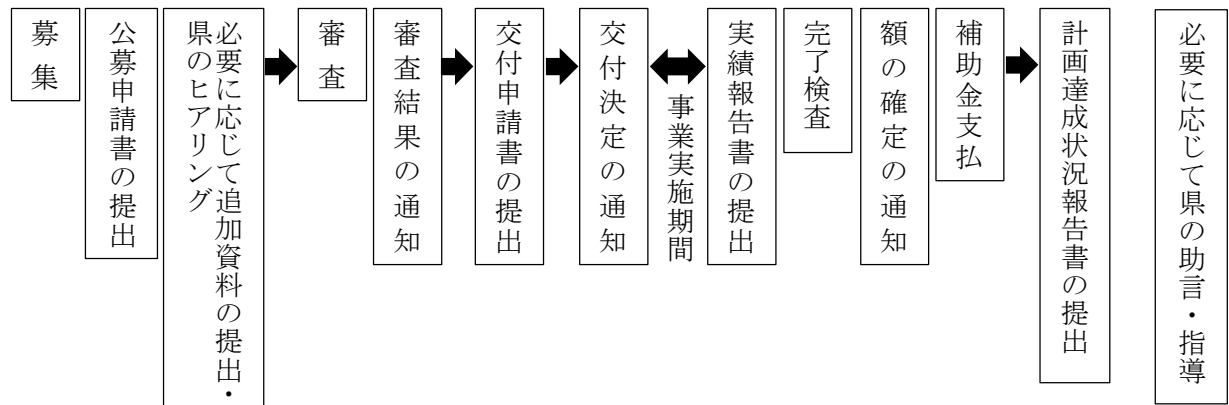 募集
公募申請書の提出
必要に応じて追加資料の提出・
県のヒアリング
審査
審査結果の通知
交付申請書の提出
交付決定の通知
事業実施期間
実績報告書の提出
完了検査
額の確定の通知
補助金支払
計画達成状況報告書の提出
必要に応じて県の助言・指導